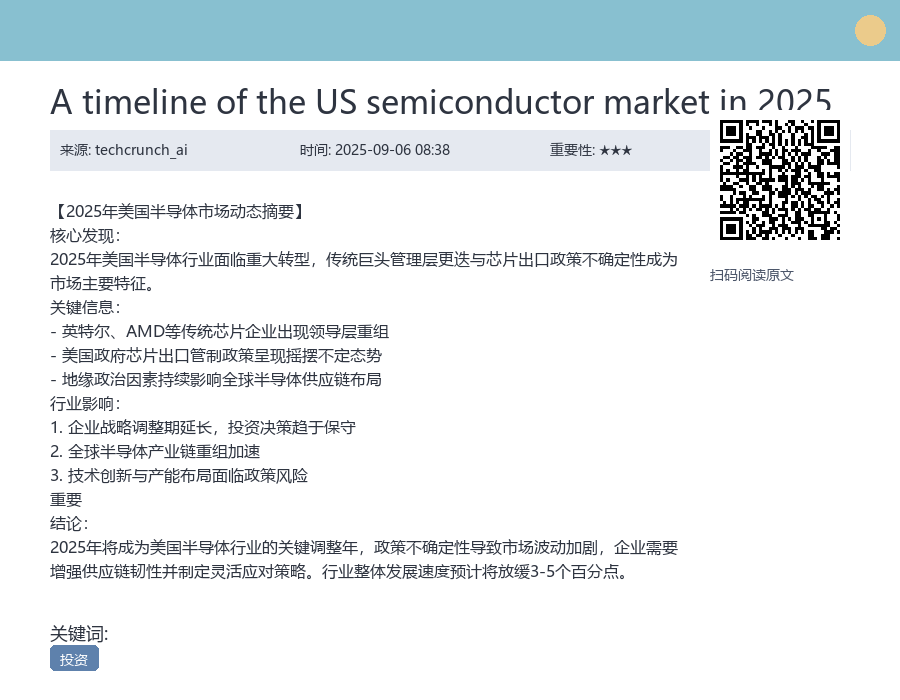 A timeline of the US semiconductor market in 2025
来源: techcrunch_ai
时间: 2025-09-06 08:38
重要性: ★★★
【2025年美国半导体市场动态摘要】
核心发现：
2025年美国半导体行业面临重大转型，传统巨头管理层更迭与芯片出口政策不确定性成为
市场主要特征。
关键信息：
- 英特尔、AMD等传统芯片企业出现领导层重组
- 美国政府芯片出口管制政策呈现摇摆不定态势
- 地缘政治因素持续影响全球半导体供应链布局
行业影响：
1. 企业战略调整期延长，投资决策趋于保守
2. 全球半导体产业链重组加速
3. 技术创新与产能布局面临政策风险
重要
结论：
2025年将成为美国半导体行业的关键调整年，政策不确定性导致市场波动加剧，企业需要
增强供应链韧性并制定灵活应对策略。行业整体发展速度预计将放缓3-5个百分点。
扫码阅读原文
关键词:
投资